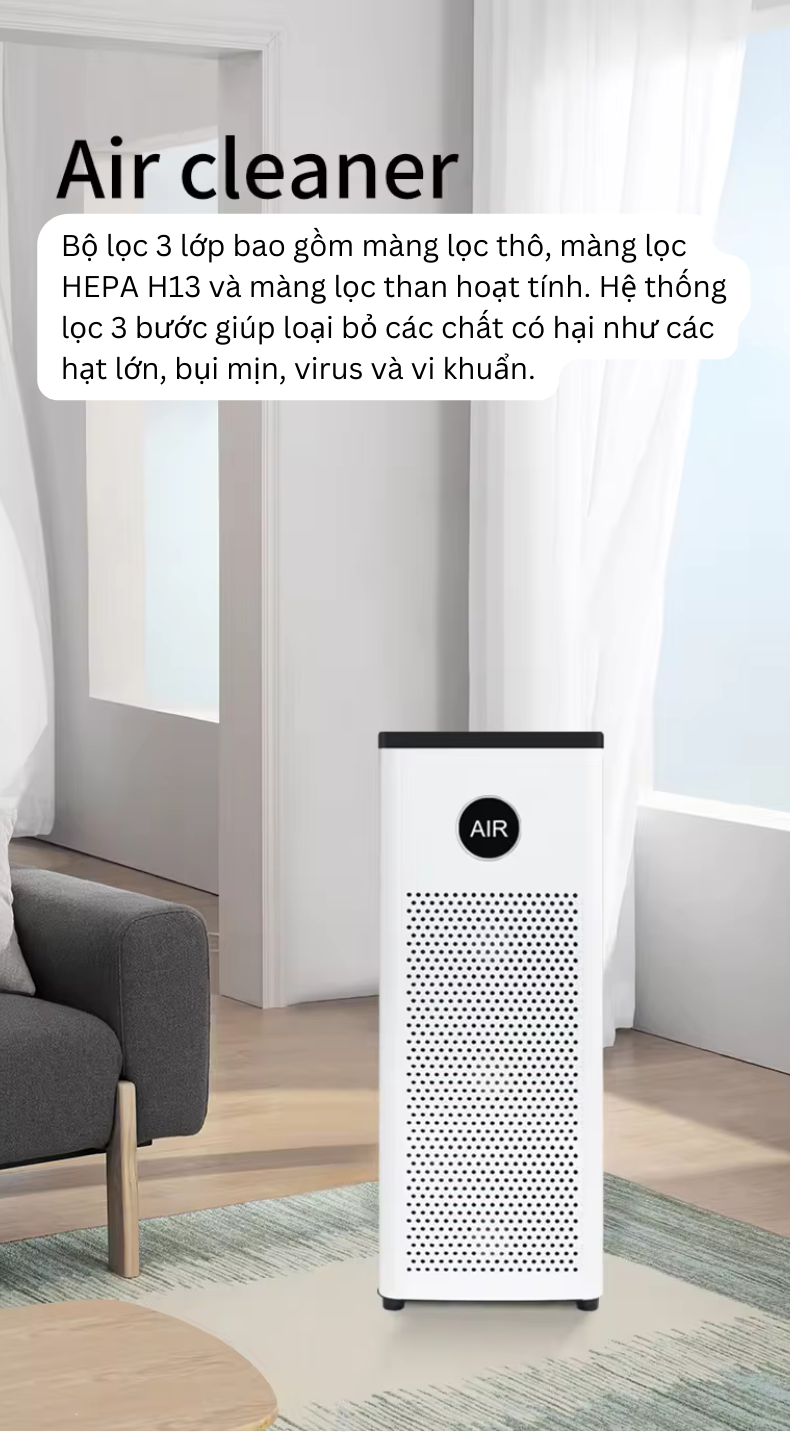 Air cleaner
Bộ lọc 3 lớp bao gồm màng lọc thô, màng lọc
HEPA H13 và màng lọc than hoạt tính. Hệ thống
lọc 3 bước giúp loại bỏ các chất có hại như các
hạt lớn, bụi mịn, virus và vi khuẩn.
AIR